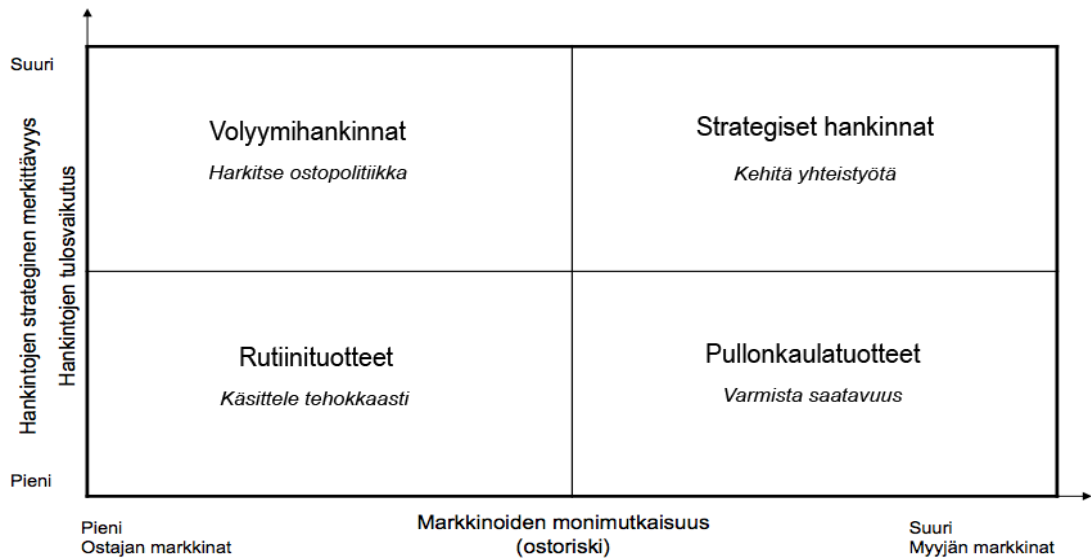 Suuri
Hankintojen strateginen merkittävyys
Hankintojen tulosvaikutus
Volyymihankinnat
Harkitse ostopolitiikka
Strategiset hankinnat
Kehitä yhteistyötä
Rutiinituotteet
Käsittele tehokkaasti
Pullonkaulatuotteet
Varmista saatavuus
Pieni
Pieni
Ostajan markkinat
Markkinoiden monimutkaisuus
(ostoriski)
Suuri
Myyjän markkinat